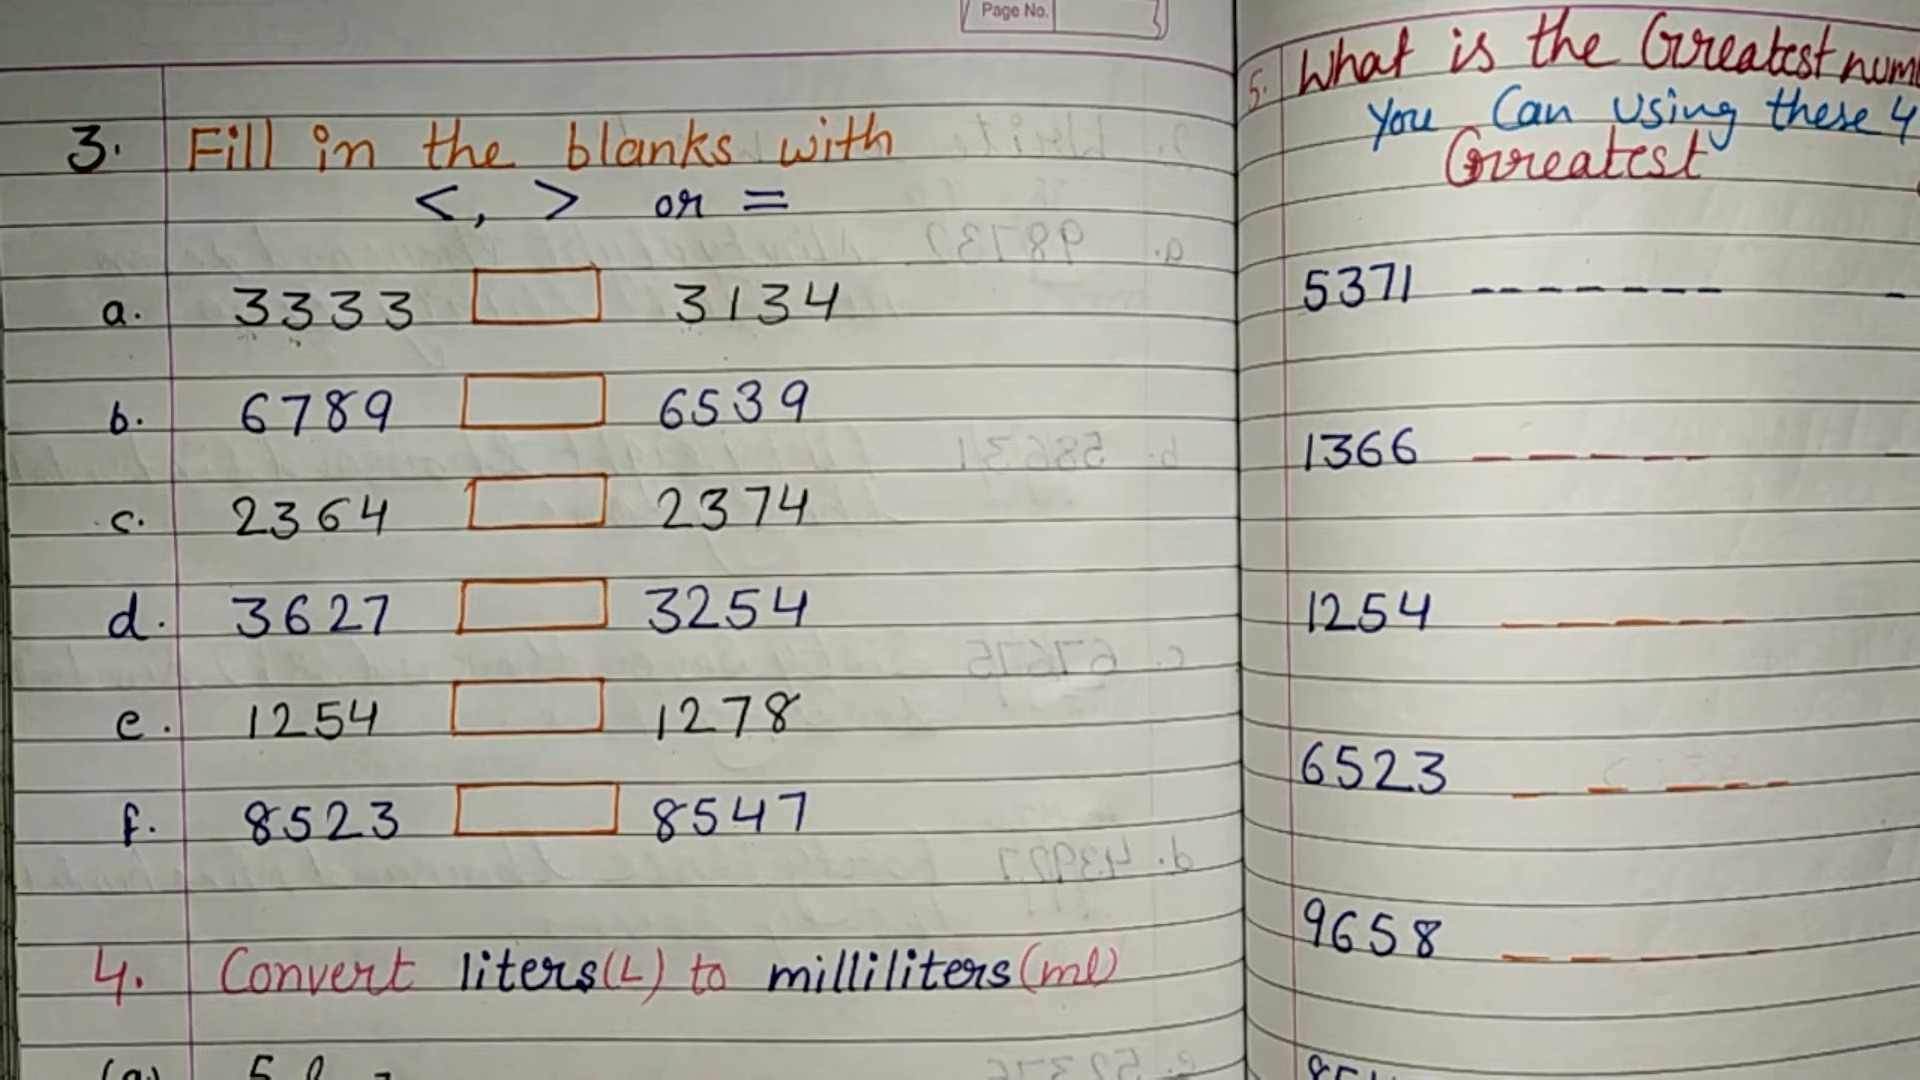 Page No.
3. Fill in the blanks with
<, > or =
a. 3333 3134
b. 6789 6539
c. 2364 2374
d. 3627 3254
e. 1254 1278
f. 8523 8547
4. Convert liters(L) to milliliters(ml)
5. What is the Greatest num
You Can using these 4
Greatest
5371
1366
1254
6523
9658